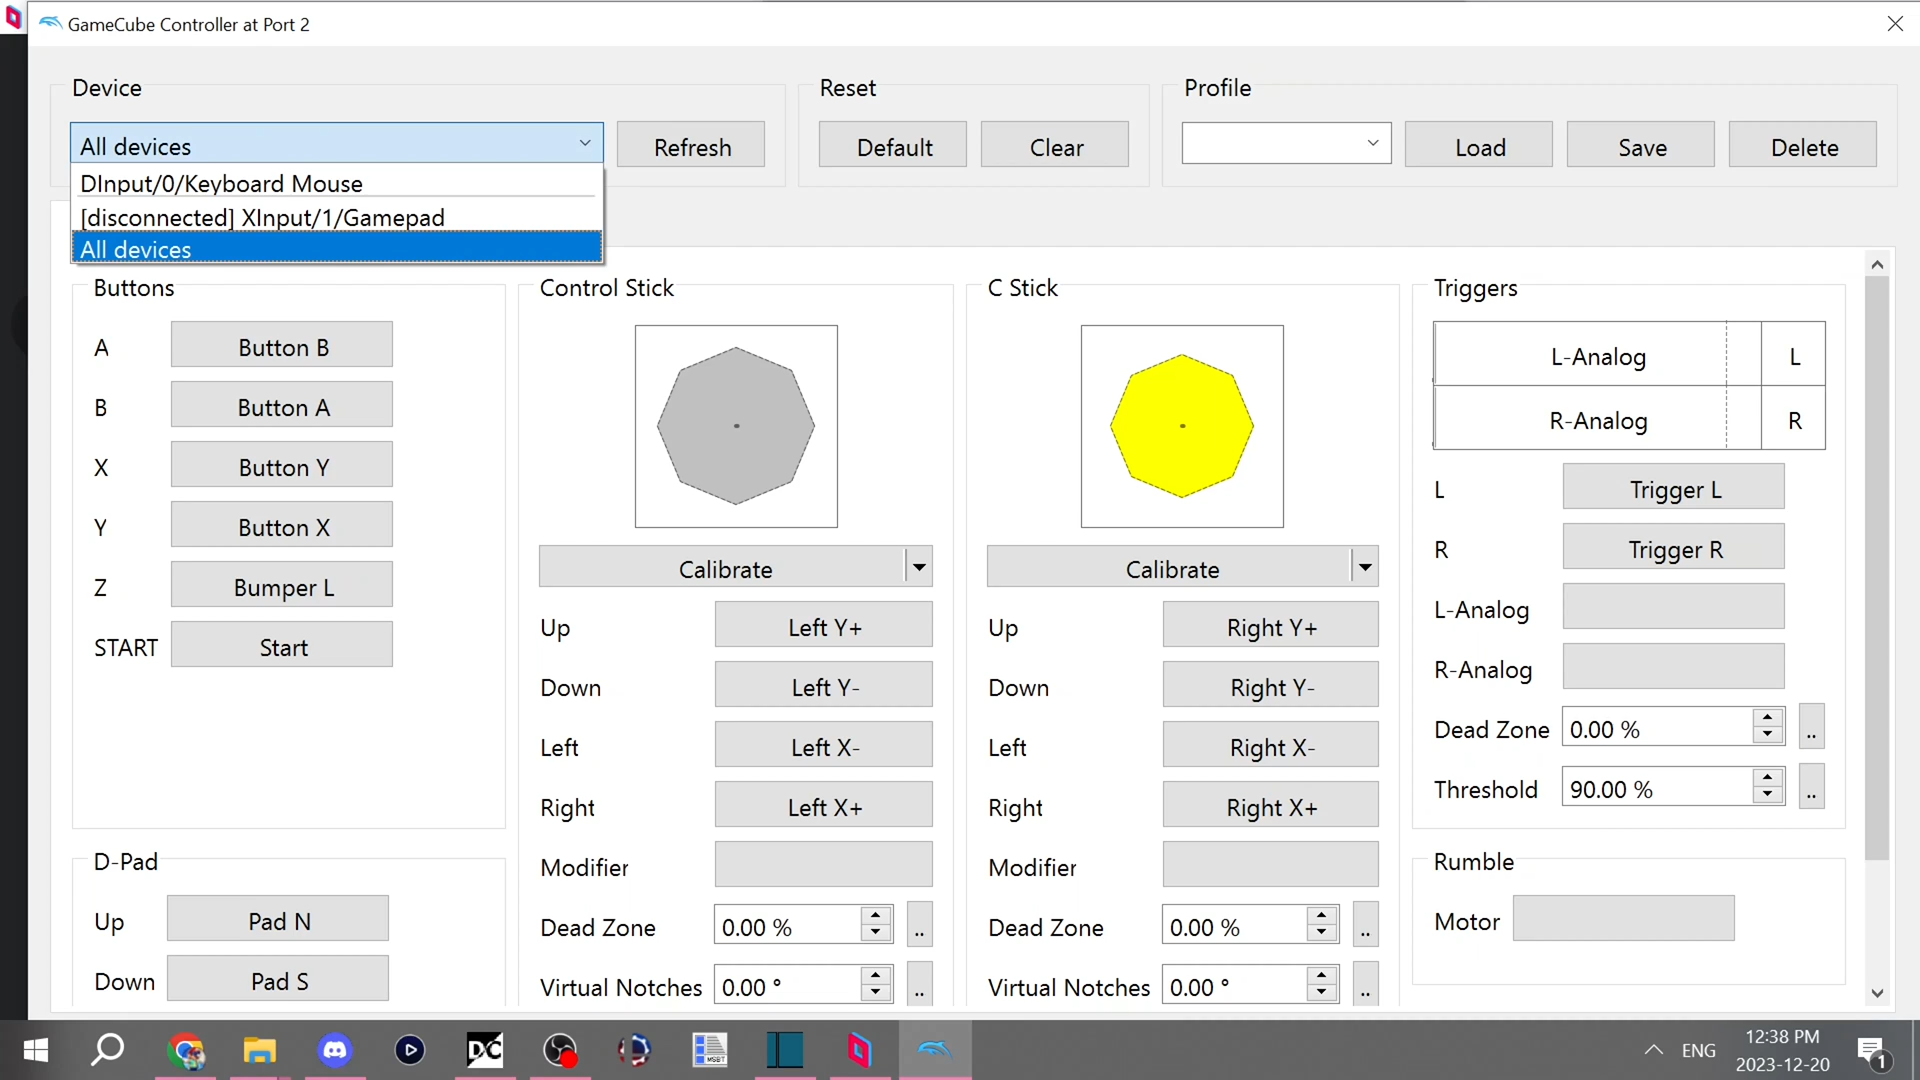 GameCube Controller at Port 2
Device
Reset
Profile
All devices
Refresh
Default
Clear
Load
Save
Delete
DInput/0/Keyboard Mouse
[disconnected] XInput/1/Gamepad
All devices
Buttons
A
Button B
B
Button A
X
Button Y
Y
Button X
Z
Bumper L
START
Start
D-Pad
Up
Pad N
Down
Pad S
Control Stick
Calibrate
Up
Left Y+
Down
Left Y-
Left
Left X-
Right
Left X+
Modifier
Dead Zone
0.00 %
..
Virtual Notches
0.00 °
..
C Stick
Calibrate
Up
Right Y+
Down
Right Y-
Left
Right X-
Right
Right X+
Modifier
Dead Zone
0.00 %
..
Virtual Notches
0.00 °
..
Triggers
L-Analog
L
R-Analog
R
L
Trigger L
R
Trigger R
L-Analog
R-Analog
Dead Zone
0.00 %
..
Threshold
90.00 %
..
Rumble
Motor
DC
MSBT
ENG
12:38 PM
2023-12-20
1